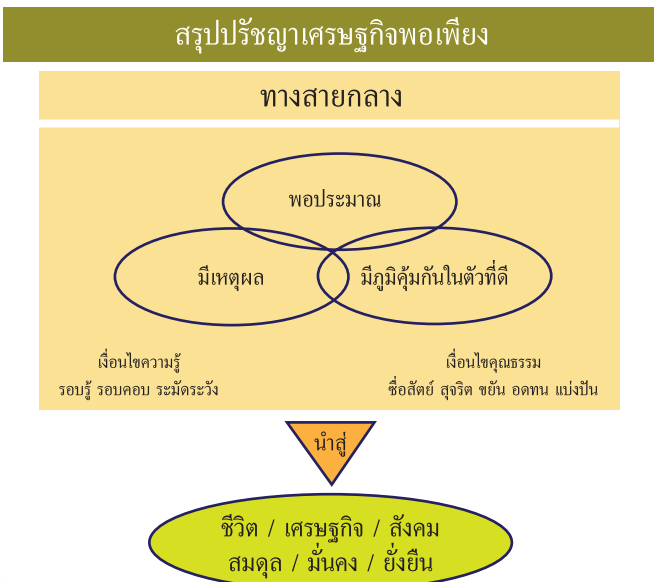 สรุปปรัชญาเศรษฐกิจพอเพียง
ทางสายกลาง
พอประมาณ
มีเหตุผล
มีภูมิคุ้มกันในตัวที่ดี
เงื่อนไขความรู้
รอบรู้ รอบคอบ ระมัดระวัง
เงื่อนไขคุณธรรม
ซื่อสัตย์ สุจริต ขยัน อดทน แบ่งปัน
นำสู่
ชีวิต / เศรษฐกิจ / สังคม
สมดุล / มั่นคง / ยั่งยืน